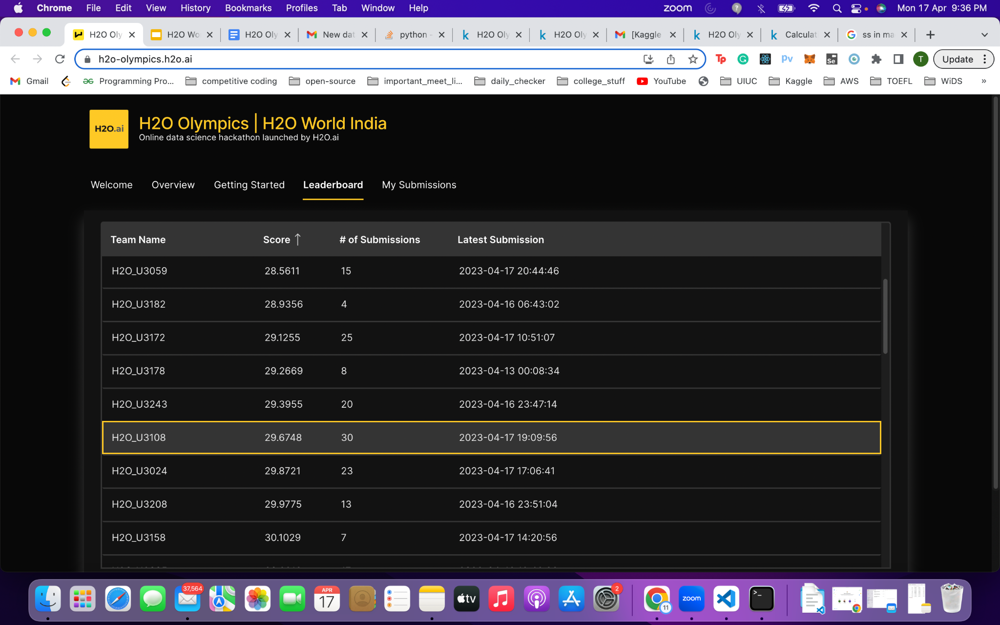 Chrome File Edit View History Bookmarks Profiles Tab Window Help zoom Mon 17 Apr 9:36 PM
H2O Oly H2O Wo H2O Oly New dat python - H2O Oly H2O Oly [Kaggle H2O Oly Calculat ss in ma
h2o-olympics.h2o.ai Tp G pv Se T Update
Gmail Programming Pro... competitive coding open-source important_meet_li... daily_checker college_stuff YouTube UIUC Kaggle AWS TOEFL WiDS »
H2O.ai
H2O Olympics | H2O World India
Online data science hackathon launched by H2O.ai
Welcome Overview Getting Started Leaderboard My Submissions
Team Name Score ↑ # of Submissions Latest Submission
H2O_U3059 28.5611 15 2023-04-17 20:44:46
H2O_U3182 28.9356 4 2023-04-16 06:43:02
H2O_U3172 29.1255 25 2023-04-17 10:51:07
H2O_U3178 29.2669 8 2023-04-13 00:08:34
H2O_U3243 29.3955 20 2023-04-16 23:47:14
H2O_U3108 29.6748 30 2023-04-17 19:09:56
H2O_U3024 29.8721 23 2023-04-17 17:06:41
H2O_U3208 29.9775 13 2023-04-16 23:51:04
H2O_U3158 30.1029 7 2023-04-17 14:20:56
37,564 APR 17 tv 2 11 zoom >_